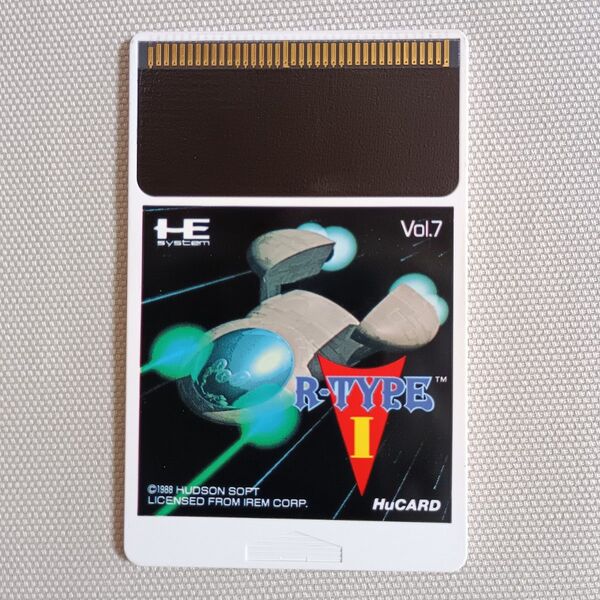 HE
system
Vol.7
R-TYPE™
I
©1988 HUDSON SOFT
LICENSED FROM IREM CORP.
HuCARD